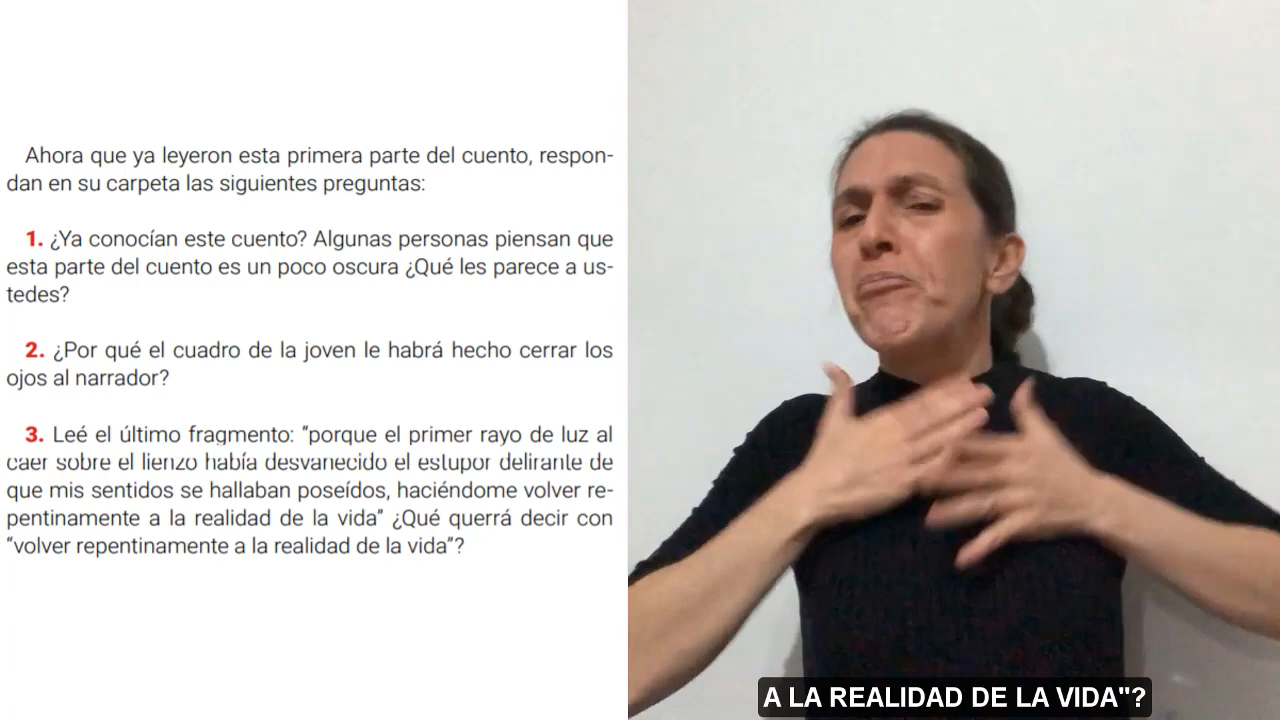 Ahora que ya leyeron esta primera parte del cuento, respon-
dan en su carpeta las siguientes preguntas:
1. ¿Ya conocían este cuento? Algunas personas piensan que
esta parte del cuento es un poco oscura ¿Qué les parece a us-
tedes?
2. ¿Por qué el cuadro de la joven le habrá hecho cerrar los
ojos al narrador?
3. Leé el último fragmento: “porque el primer rayo de luz al
caer sobre el lienzo había desvanecido el estupor delirante de
que mis sentidos se hallaban poseídos, haciéndome volver re-
pentinamente a la realidad de la vida” ¿Qué querrá decir con
“volver repentinamente a la realidad de la vida”?
A LA REALIDAD DE LA VIDA"?